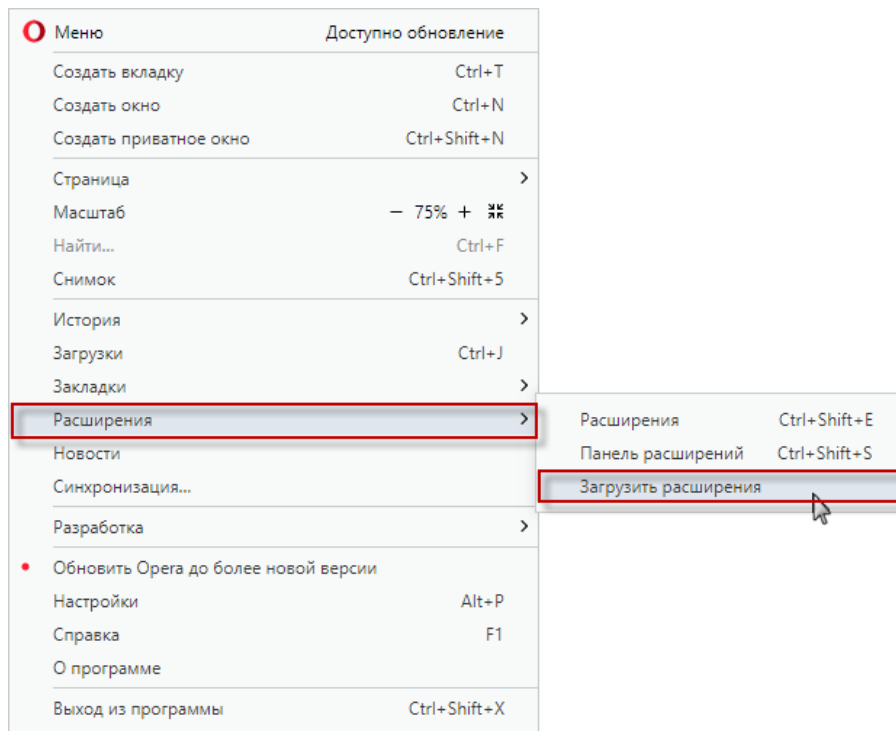 Меню Доступно обновление
Создать вкладку Ctrl+T
Создать окно Ctrl+N
Создать приватное окно Ctrl+Shift+N
Страница
Масштаб − 75% +
Найти... Ctrl+F
Снимок Ctrl+Shift+5
История
Загрузки Ctrl+J
Закладки
Расширения
Расширения Ctrl+Shift+E
Панель расширений Ctrl+Shift+S
Загрузить расширения
Новости
Синхронизация...
Разработка
Обновить Opera до более новой версии
Настройки Alt+P
Справка F1
О программе
Выход из программы Ctrl+Shift+X